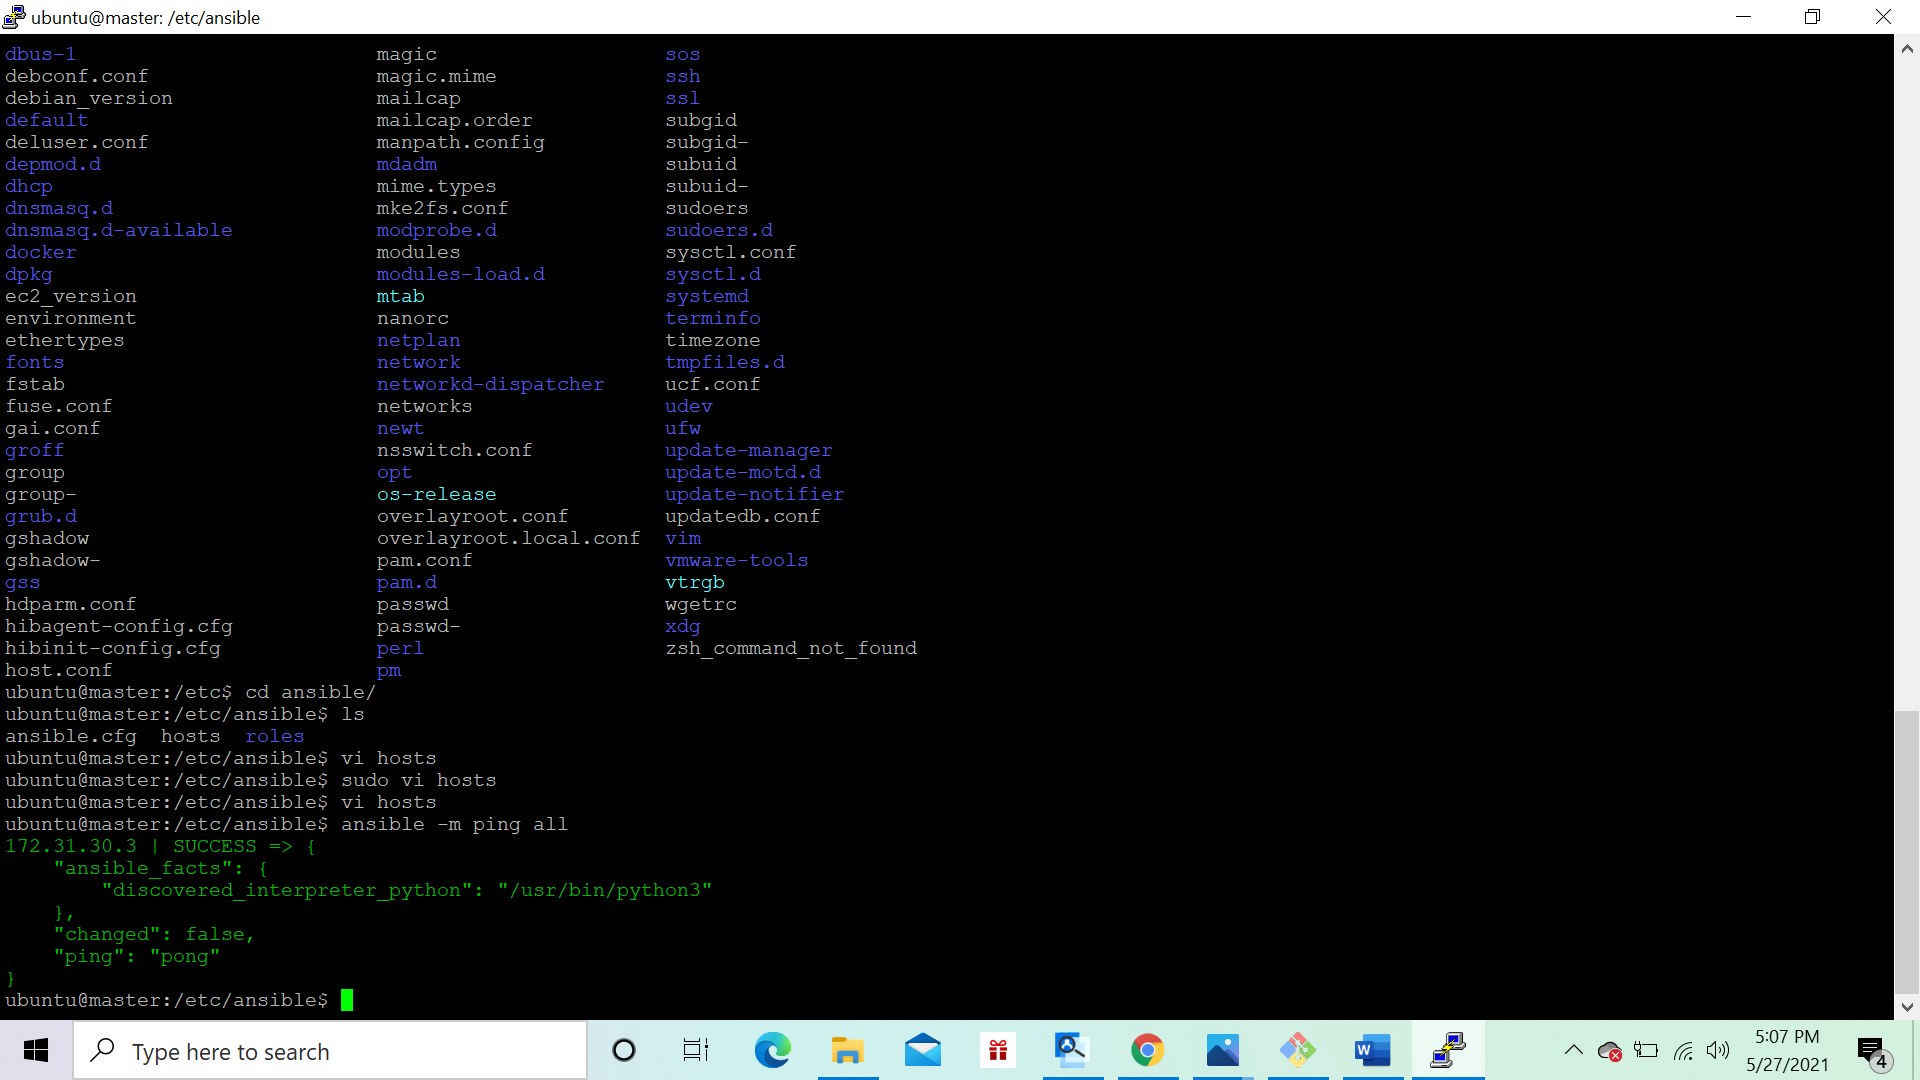 ubuntu@master: /etc/ansible
dbus-1 magic sos
debconf.conf magic.mime ssh
debian_version mailcap ssl
default mailcap.order subgid
deluser.conf manpath.config subgid-
depmod.d mdadm subuid
dhcp mime.types subuid-
dnsmasq.d mke2fs.conf sudoers
dnsmasq.d-available modprobe.d sudoers.d
docker modules sysctl.conf
dpkg modules-load.d sysctl.d
ec2_version mtab systemd
environment nanorc terminfo
ethertypes netplan timezone
fonts network tmpfiles.d
fstab networkd-dispatcher ucf.conf
fuse.conf networks udev
gai.conf newt ufw
groff nsswitch.conf update-manager
group opt update-motd.d
group- os-release update-notifier
grub.d overlayroot.conf updatedb.conf
gshadow overlayroot.local.conf vim
gshadow- pam.conf vmware-tools
gss pam.d vtrgb
hdparm.conf passwd wgetrc
hibagent-config.cfg passwd- xdg
hibinit-config.cfg perl zsh_command_not_found
host.conf pm
ubuntu@master:/etc$ cd ansible/
ubuntu@master:/etc/ansible$ ls
ansible.cfg hosts roles
ubuntu@master:/etc/ansible$ vi hosts
ubuntu@master:/etc/ansible$ sudo vi hosts
ubuntu@master:/etc/ansible$ vi hosts
ubuntu@master:/etc/ansible$ ansible -m ping all
172.31.30.3 | SUCCESS => {
"ansible_facts": {
"discovered_interpreter_python": "/usr/bin/python3"
},
"changed": false,
"ping": "pong"
}
ubuntu@master:/etc/ansible$
Type here to search
W
5:07 PM
5/27/2021
4